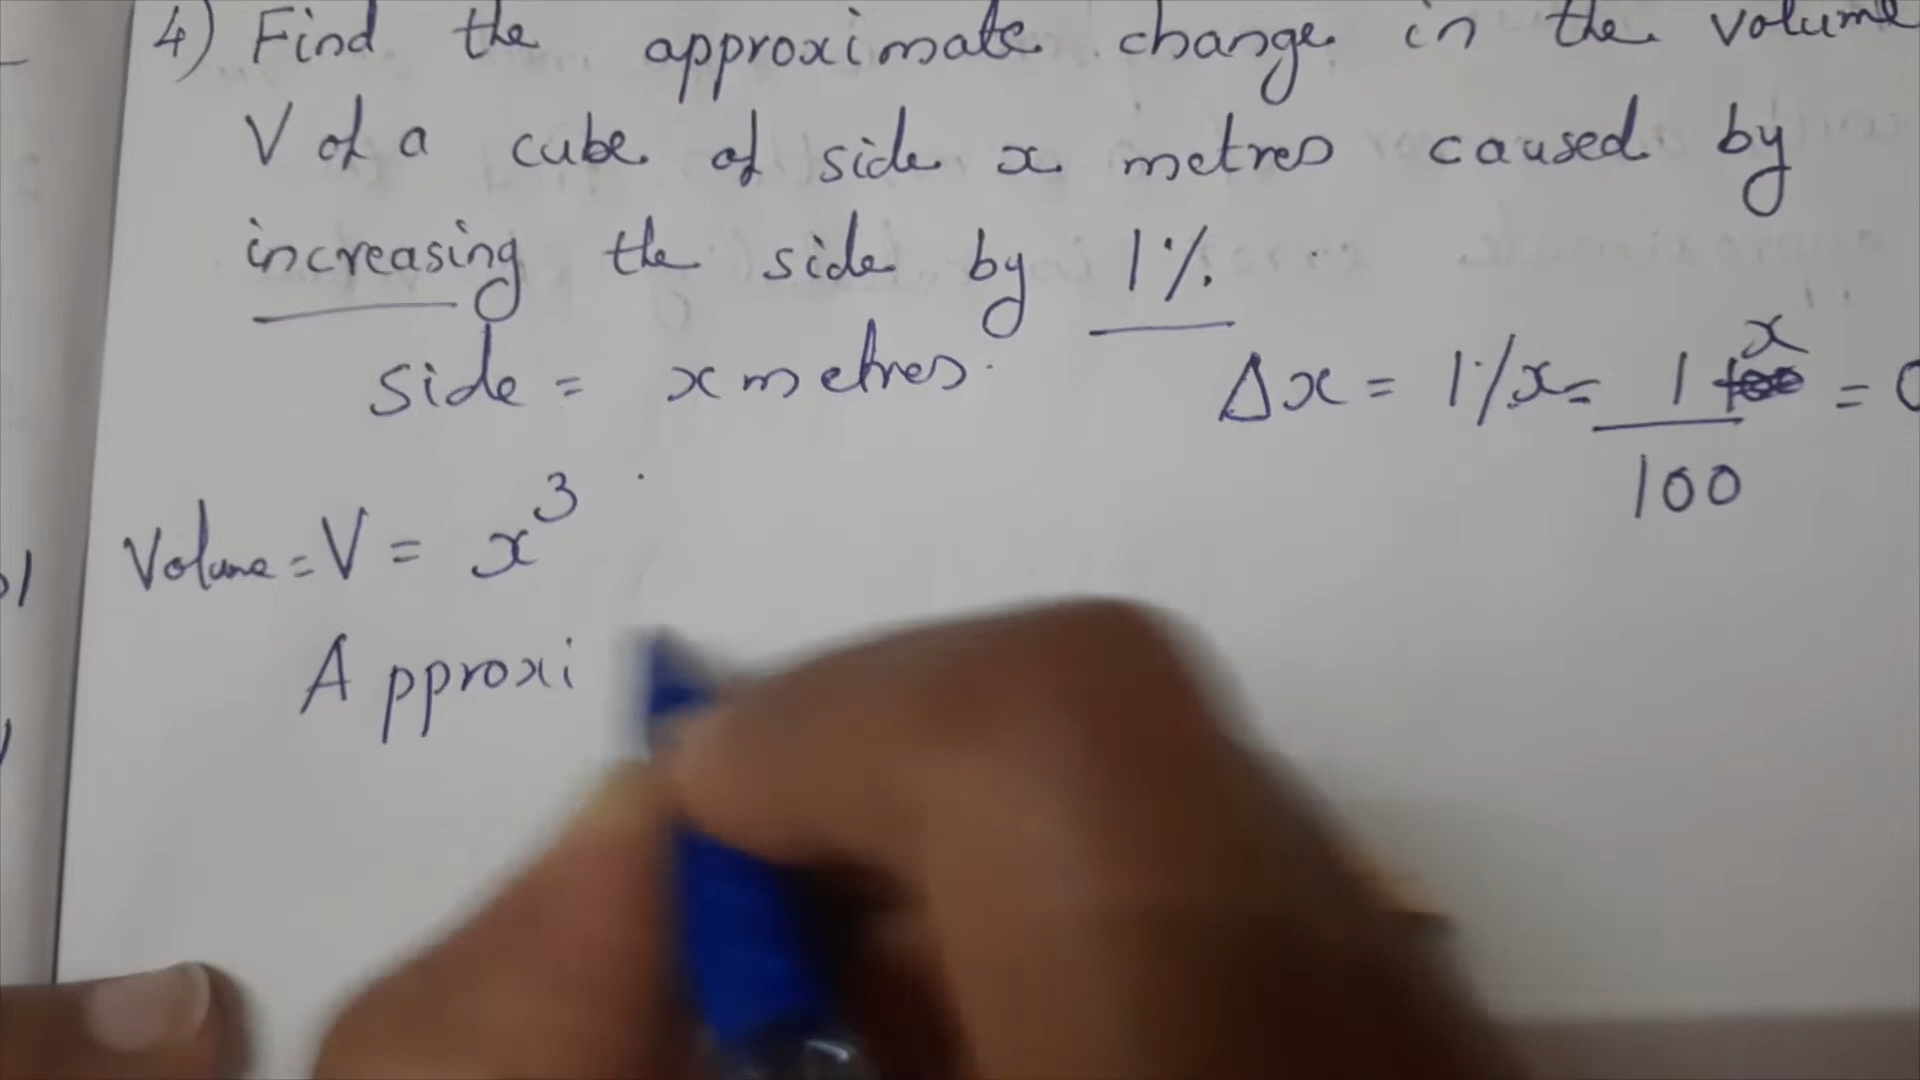 4) Find the approximate change in the volume
V of a cube of side x metres caused by
increasing the side by 1%.
side = x metres. Δx = 1% x = 1 x / 100 = 0
Volume = V = x³
Approxi